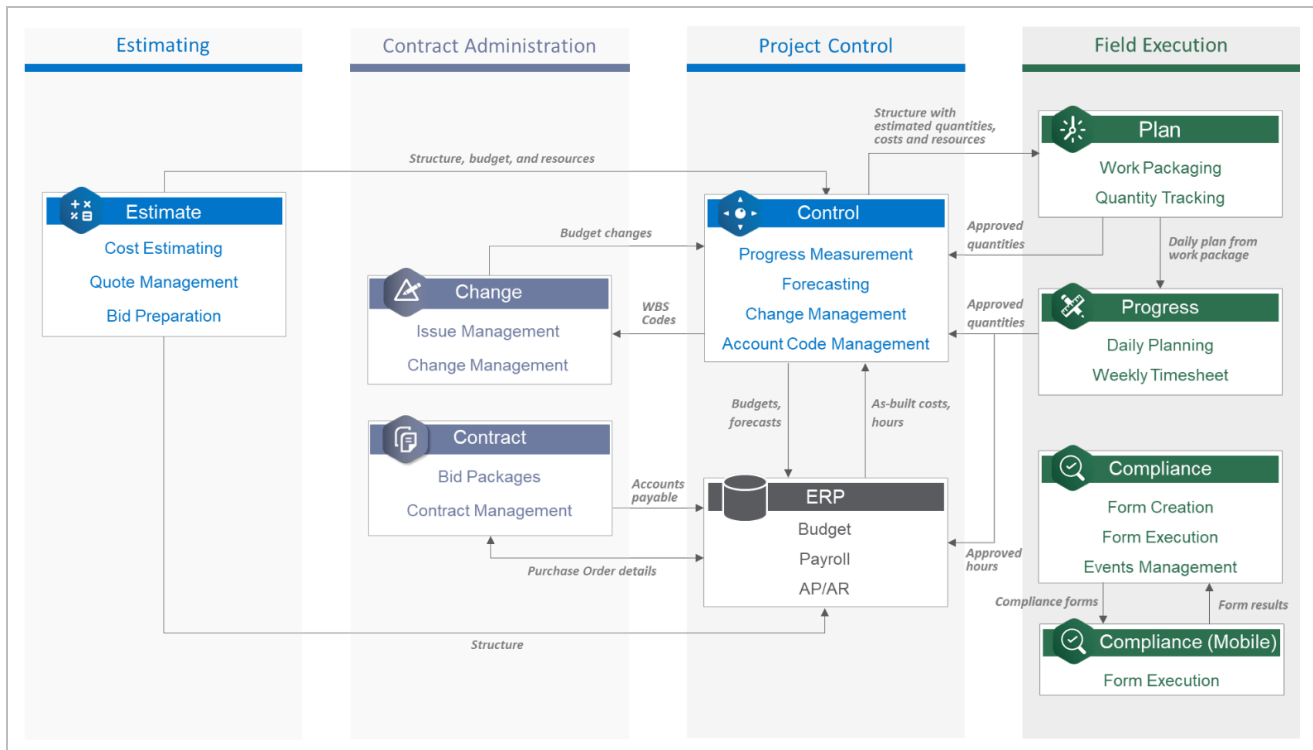 Estimating
Contract Administration
Project Control
Field Execution
Structure, budget, and resources
Structure with
estimated quantities,
costs and resources
Plan
Work Packaging
Quantity Tracking
Estimate
Cost Estimating
Quote Management
Bid Preparation
Budget changes
Change
Issue Management
Change Management
WBS
Codes
Control
Progress Measurement
Forecasting
Change Management
Account Code Management
Approved
quantities
Daily plan from
work package
Approved
quantities
Progress
Daily Planning
Weekly Timesheet
Budgets,
forecasts
As-built costs,
hours
Contract
Bid Packages
Contract Management
Accounts
payable
Purchase Order details
ERP
Budget
Payroll
AP/AR
Approved
hours
Compliance
Form Creation
Form Execution
Events Management
Compliance forms
Form results
Compliance (Mobile)
Form Execution
Structure